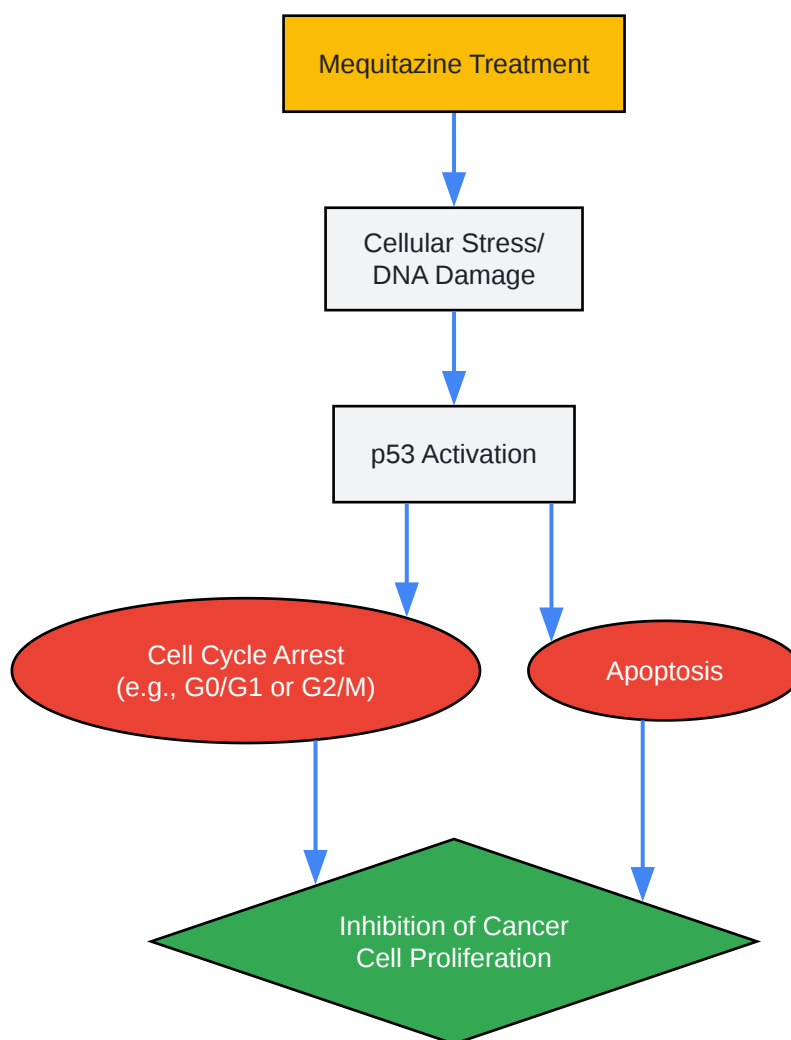 Mequitazine Treatment
Cellular Stress/
DNA Damage
p53 Activation
Cell Cycle Arrest
(e.g., G0/G1 or G2/M)
Apoptosis
Inhibition of Cancer
Cell Proliferation